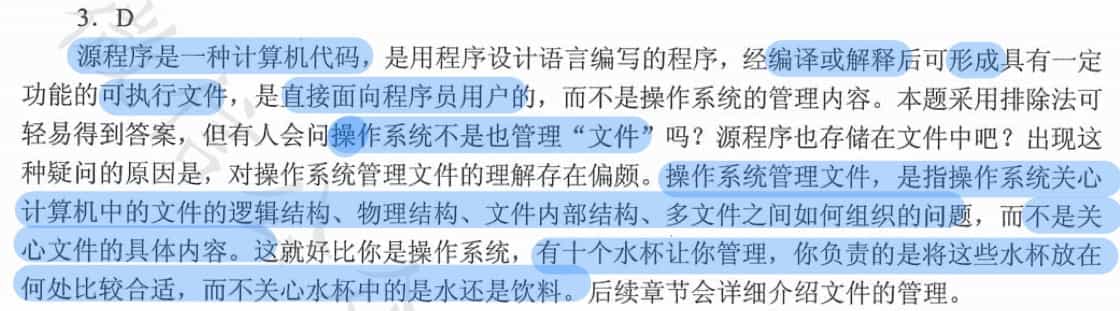 3. D
源程序是一种计算机代码，是用程序设计语言编写的程序，经编译或解释后可形成具有一定
功能的可执行文件，是直接面向程序员用户的，而不是操作系统的管理内容。本题采用排除法可
轻易得到答案，但有人会问操作系统不是也管理“文件”吗？源程序也存储在文件中吧？出现这
种疑问的原因是，对操作系统管理文件的理解存在偏颇。操作系统管理文件，是指操作系统关心
计算机中的文件的逻辑结构、物理结构、文件内部结构、多文件之间如何组织的问题，而不是关
心文件的具体内容。这就好比你是操作系统，有十个水杯让你管理，你负责的是将这些水杯放在
何处比较合适，而不关心水杯中的是水还是饮料。后续章节会详细介绍文件的管理。